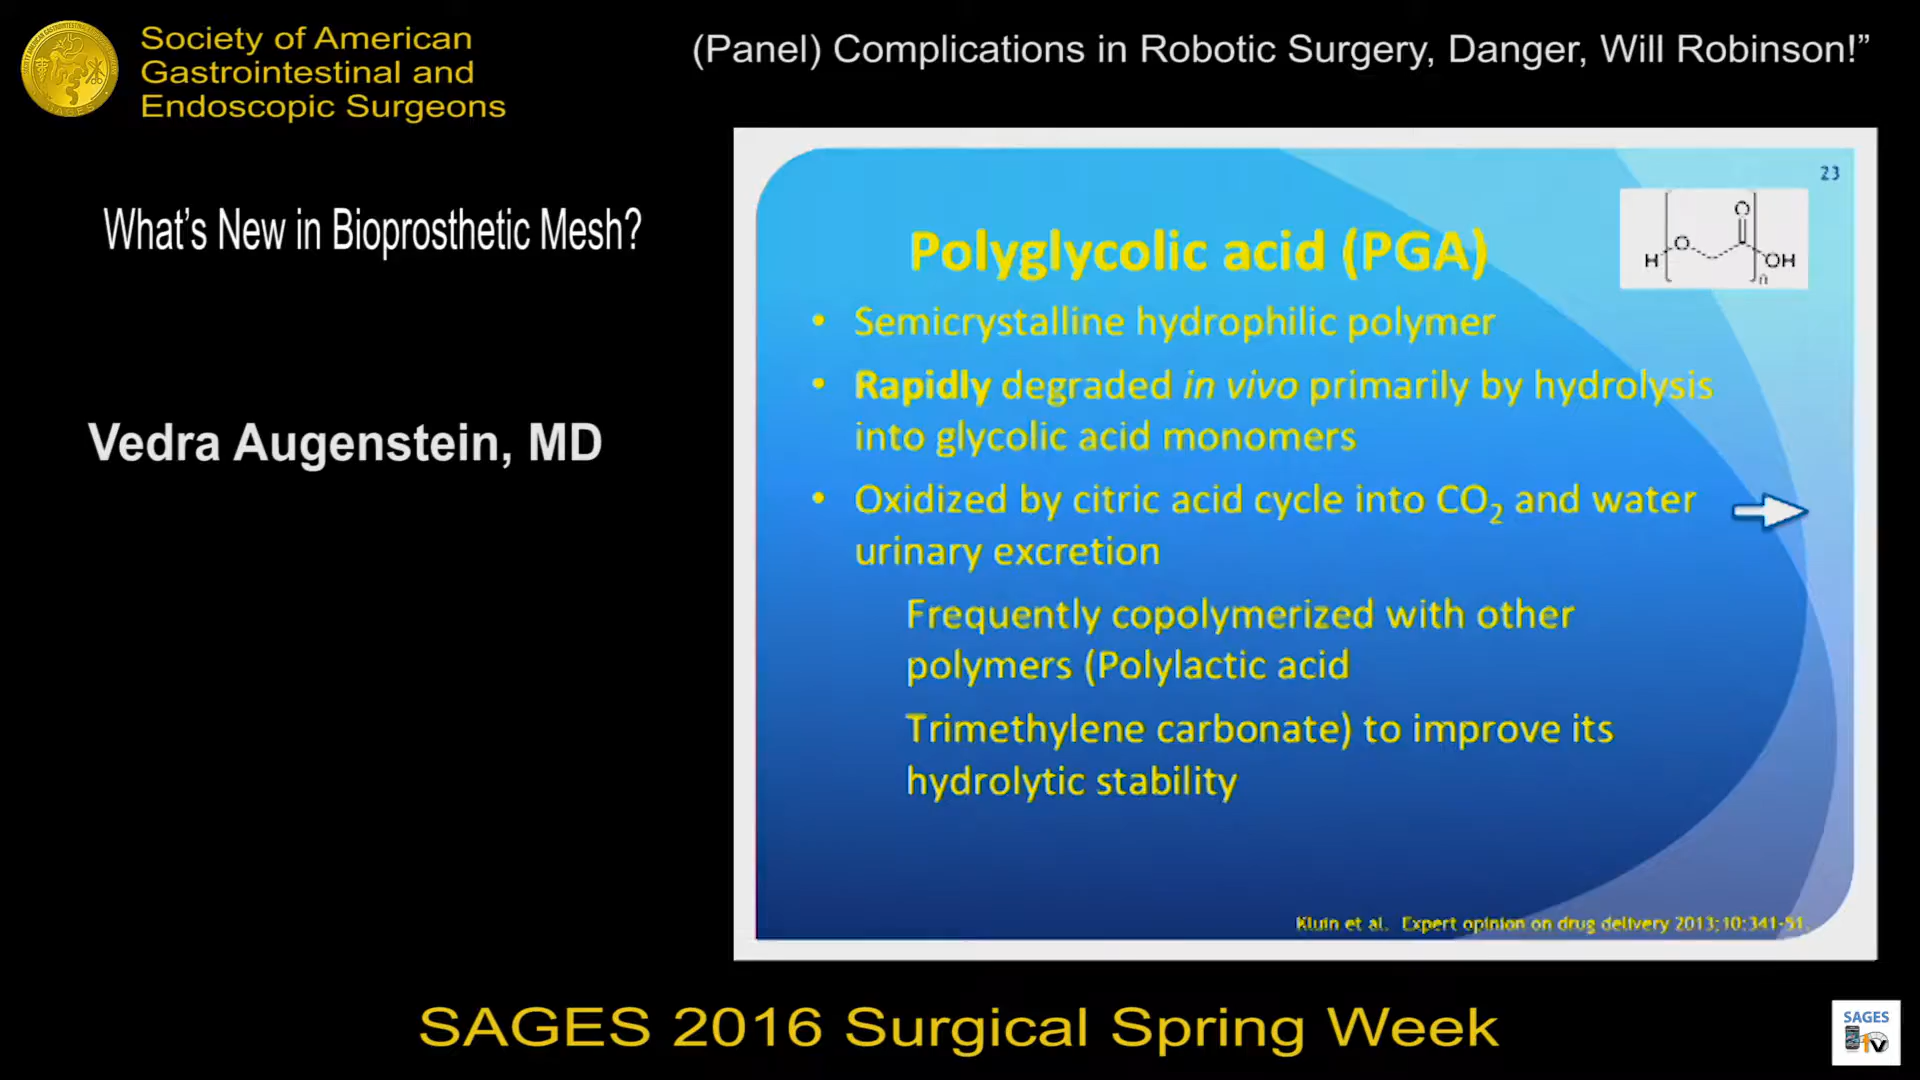 Society of American
Gastrointestinal and
Endoscopic Surgeons
(Panel) Complications in Robotic Surgery, Danger, Will Robinson!”
What’s New in Bioprosthetic Mesh?
Vedra Augenstein, MD
23
Polyglycolic acid (PGA)
H O O OH n
• Semicrystalline hydrophilic polymer
• Rapidly degraded in vivo primarily by hydrolysis
into glycolic acid monomers
• Oxidized by citric acid cycle into CO₂ and water
urinary excretion
Frequently copolymerized with other
polymers (Polylactic acid
Trimethylene carbonate) to improve its
hydrolytic stability
Kluin et al. Expert opinion on drug delivery 2013;10:341-51.
SAGES 2016 Surgical Spring Week
SAGES
TV